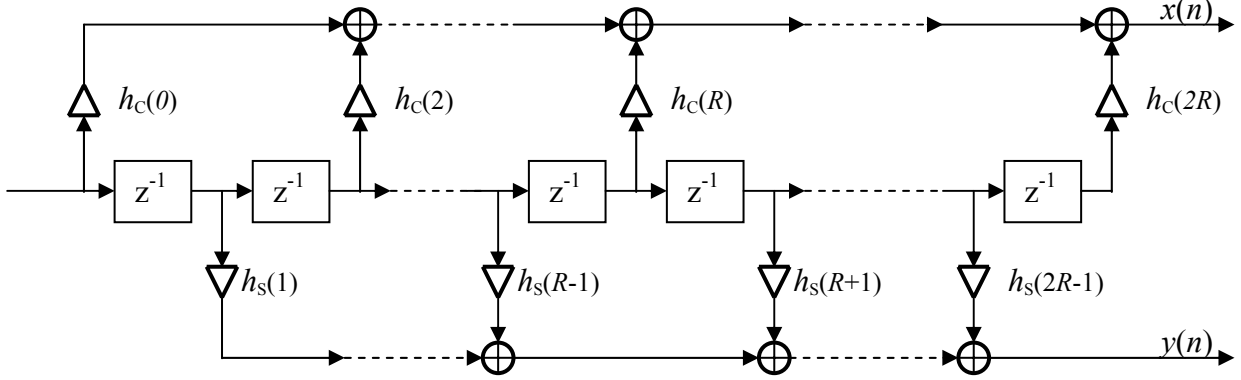 x(n)
h_C(0) h_C(2) h_C(R) h_C(2R)
z^-1 z^-1 z^-1 z^-1 z^-1
h_S(1) h_S(R-1) h_S(R+1) h_S(2R-1)
y(n)